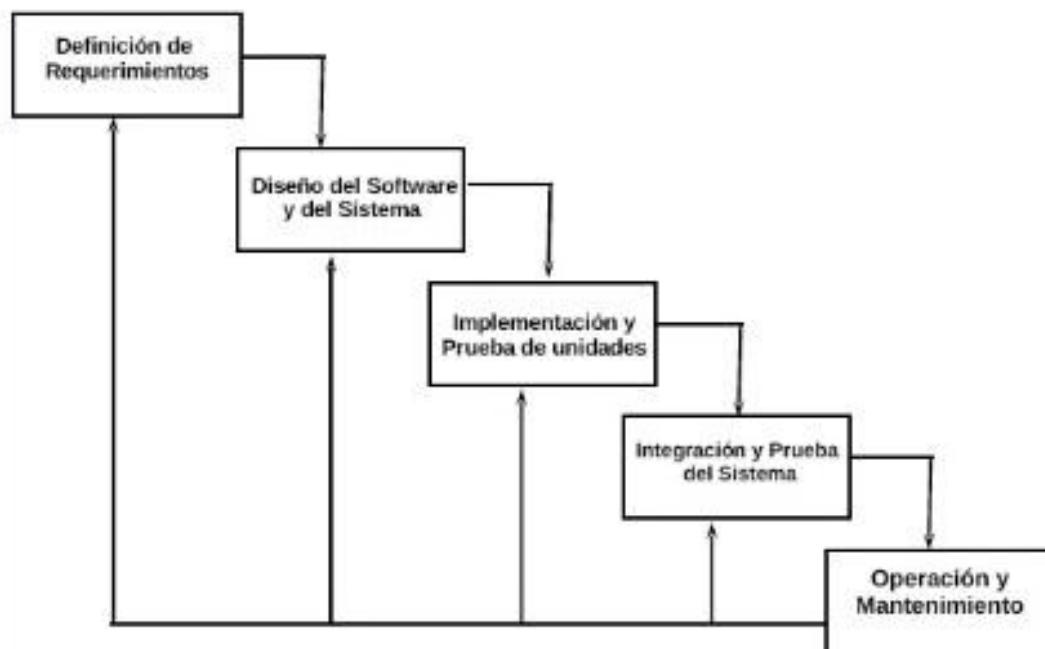 Definición de
Requerimientos
Diseño del Software
y del Sistema
Implementación y
Prueba de unidades
Integración y Prueba
del Sistema
Operación y
Mantenimiento